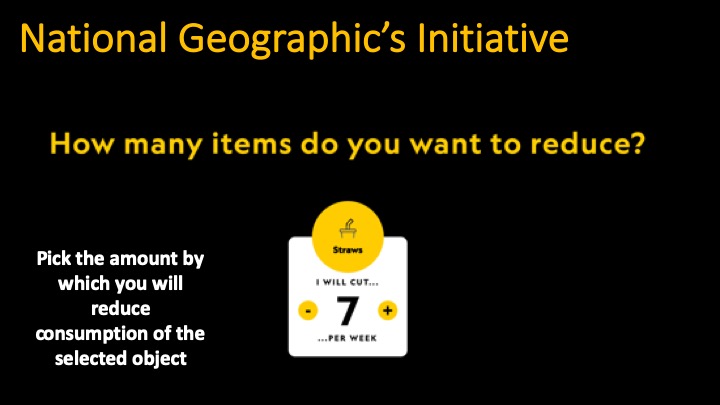 National Geographic’s Initiative
How many items do you want to reduce?
Pick the amount by
which you will
reduce
consumption of the
selected object
Straws
I WILL CUT...
- 7 +
...PER WEEK